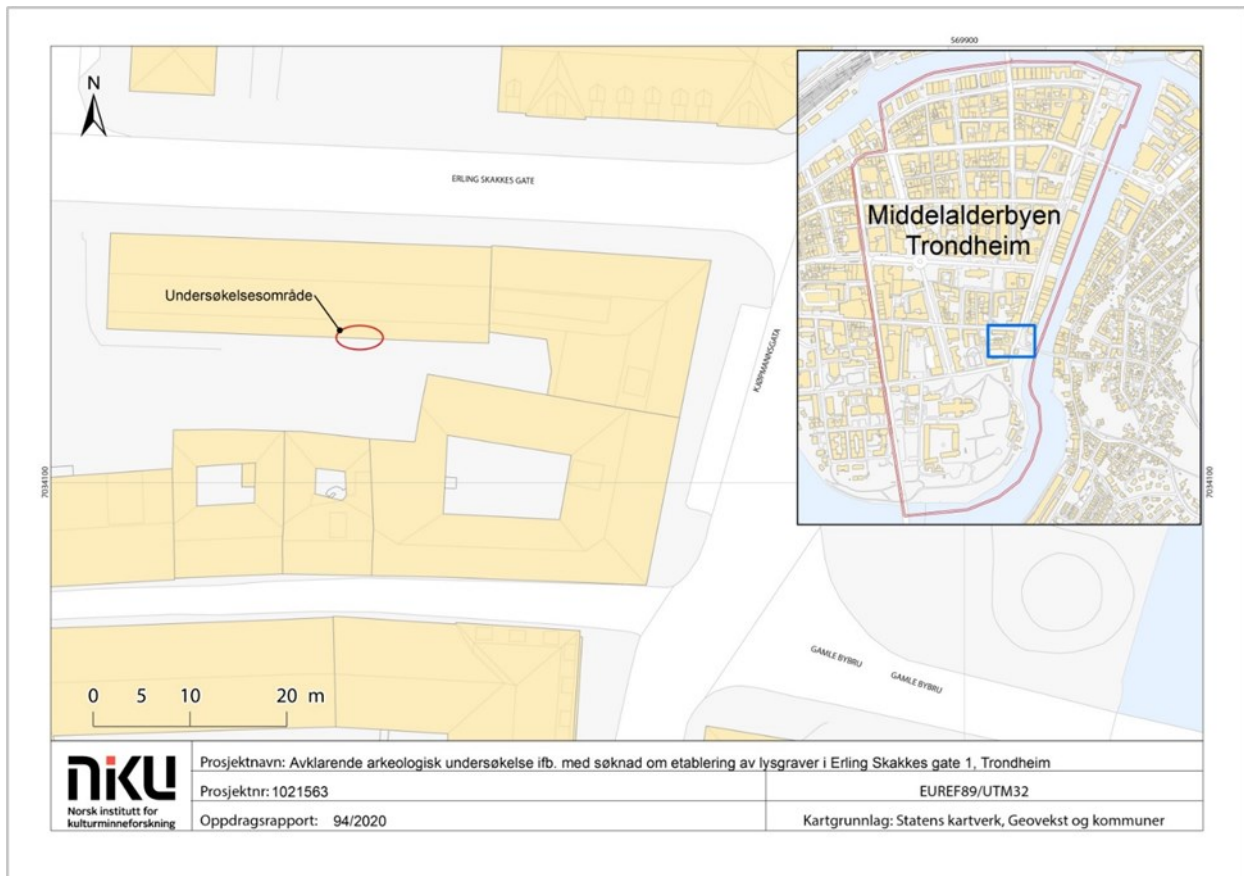 569900
N
ERLING SKAKKES GATE
Middelalderbyen
Trondheim
Undersøkelsesområde
KJØPMANNSGATA
7034100
7034100
GAMLE BYBRU
GAMLE BYBRU
0 5 10 20 m
NIKU
Norsk institutt for
kulturminneforskning
Prosjektnavn: Avklarende arkeologisk undersøkelse ifb. med søknad om etablering av lysgraver i Erling Skakkes gate 1, Trondheim
Prosjektnr: 1021563
EUREF89/UTM32
Oppdragsrapport: 94/2020
Kartgrunnlag: Statens kartverk, Geovekst og kommuner